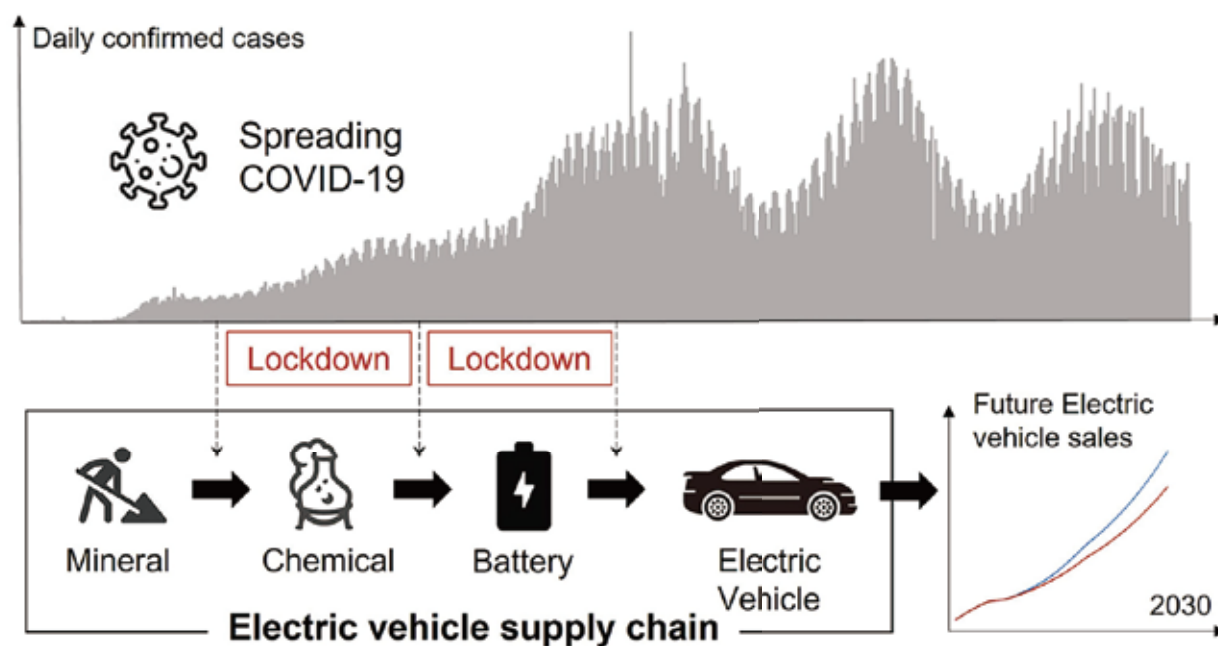 Daily confirmed cases
Spreading
COVID-19
Lockdown
Lockdown
Mineral
Chemical
Battery
Electric
Vehicle
Electric vehicle supply chain
Future Electric
vehicle sales
2030